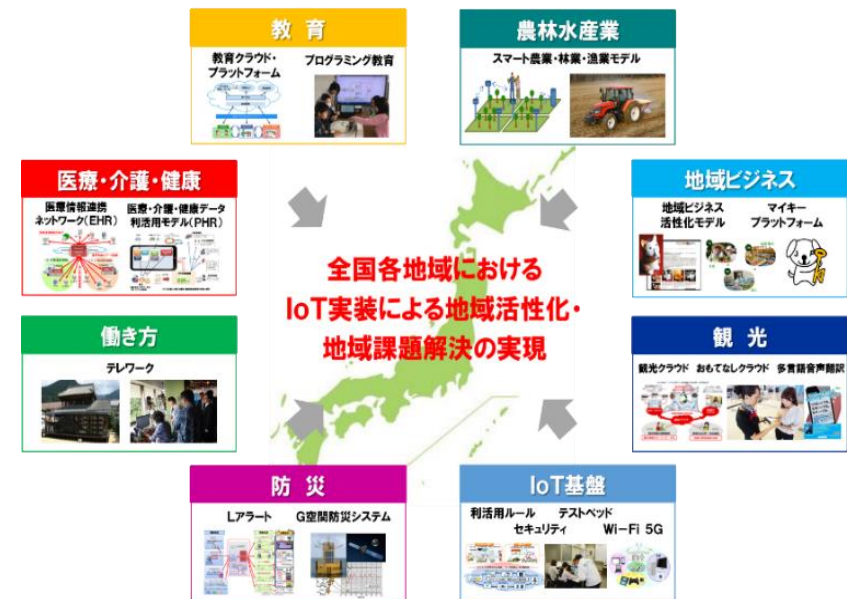 教 育
教育クラウド・
プラットフォーム
プログラミング教育
農林水産業
スマート農業・林業・漁業モデル
医療・介護・健康
医療情報連携
ネットワーク(EHR)
医療・介護・健康データ
利活用モデル(PHR)
地域ビジネス
地域ビジネス
活性化モデル
マイキー
プラットフォーム
全国各地域における
IoT実装による地域活性化・
地域課題解決の実現
働き方
テレワーク
観 光
観光クラウド おもてなしクラウド 多言語音声翻訳
防 災
Lアラート G空間防災システム
IoT基盤
利活用ルール テストベッド
セキュリティ Wi-Fi 5G